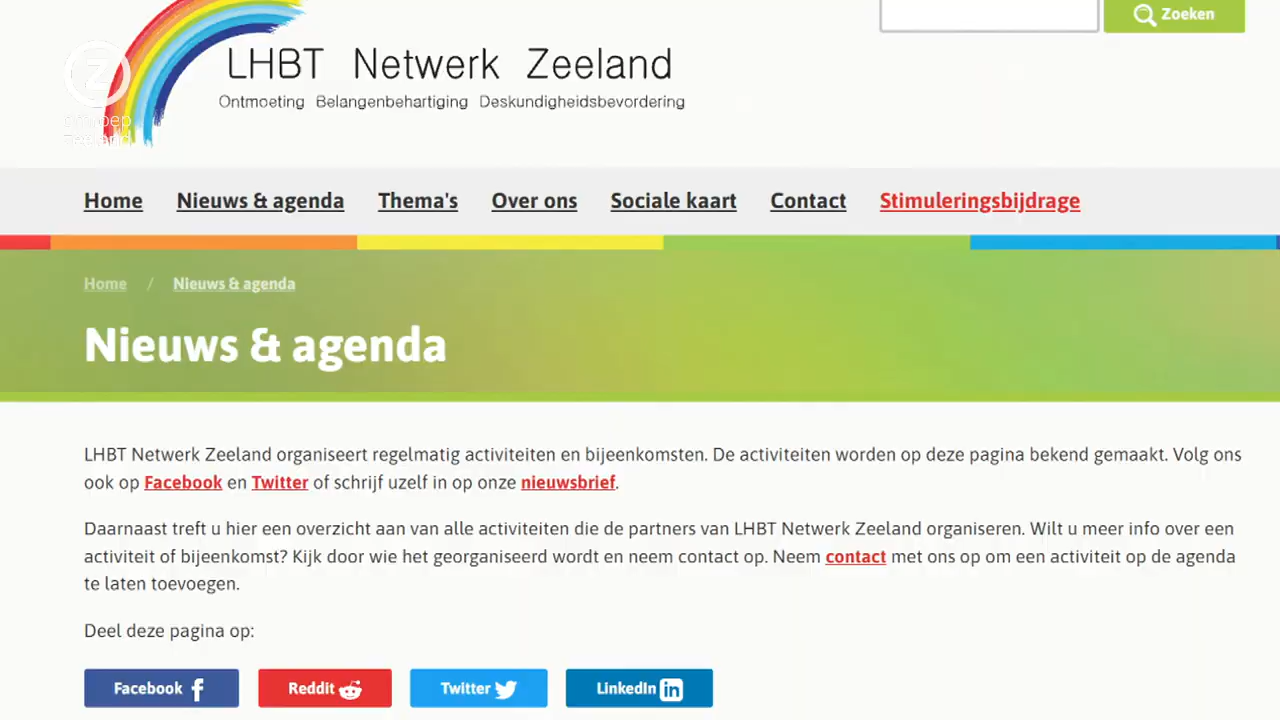 Zoeken
LHBT Netwerk Zeeland
Ontmoeting Belangenbehartiging Deskundigheidsbevordering
omroep
zeeland
Home Nieuws & agenda Thema's Over ons Sociale kaart Contact Stimuleringsbijdrage
Home / Nieuws & agenda
Nieuws & agenda
LHBT Netwerk Zeeland organiseert regelmatig activiteiten en bijeenkomsten. De activiteiten worden op deze pagina bekend gemaakt. Volg ons
ook op Facebook en Twitter of schrijf uzelf in op onze nieuwsbrief.
Daarnaast treft u hier een overzicht aan van alle activiteiten die de partners van LHBT Netwerk Zeeland organiseren. Wilt u meer info over een
activiteit of bijeenkomst? Kijk door wie het georganiseerd wordt en neem contact op. Neem contact met ons op om een activiteit op de agenda
te laten toevoegen.
Deel deze pagina op:
Facebook Reddit Twitter LinkedIn